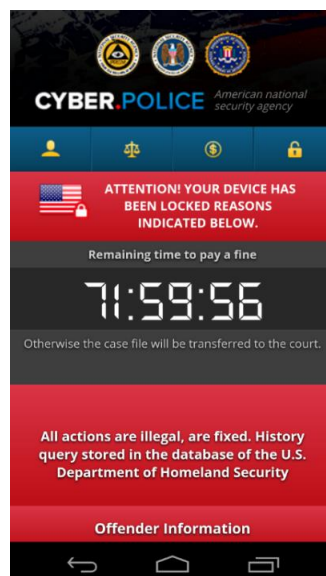 CYBER.POLICE
American national
security agency
ATTENTION! YOUR DEVICE HAS
BEEN LOCKED REASONS
INDICATED BELOW.
Remaining time to pay a fine
71:59:56
Otherwise the case file will be transferred to the court.
All actions are illegal, are fixed. History
query stored in the database of the U.S.
Department of Homeland Security
Offender Information